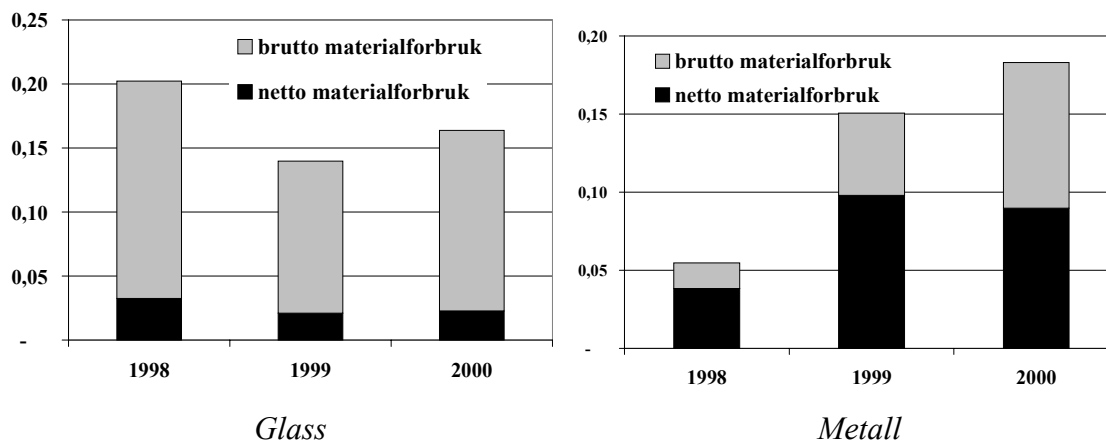 0,25
0,20
0,15
0,10
0,05
-
brutto materialforbruk
netto materialforbruk
1998
1999
2000
Glass
0,20
0,15
0,10
0,05
-
brutto materialforbruk
netto materialforbruk
1998
1999
2000
Metall